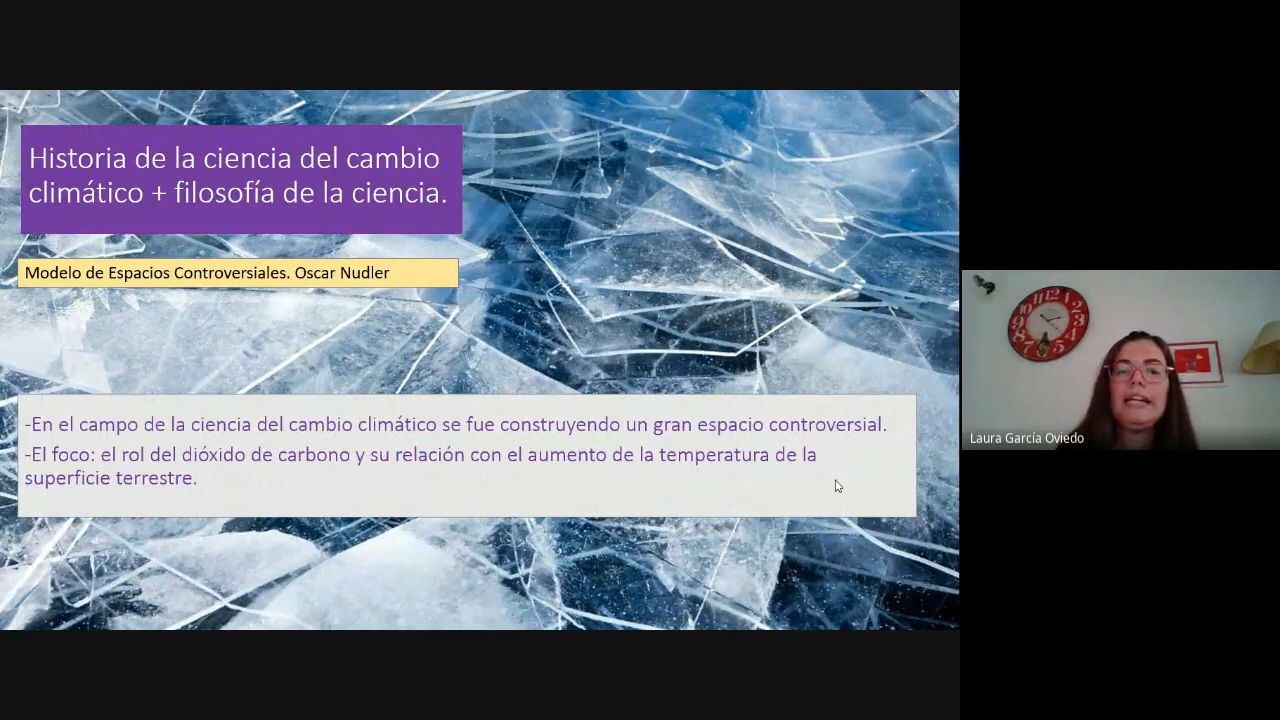 Historia de la ciencia del cambio
climático + filosofía de la ciencia.
Modelo de Espacios Controversiales. Oscar Nudler
-En el campo de la ciencia del cambio climático se fue construyendo un gran espacio controversial.
-El foco: el rol del dióxido de carbono y su relación con el aumento de la temperatura de la
superficie terrestre.
Laura García Oviedo